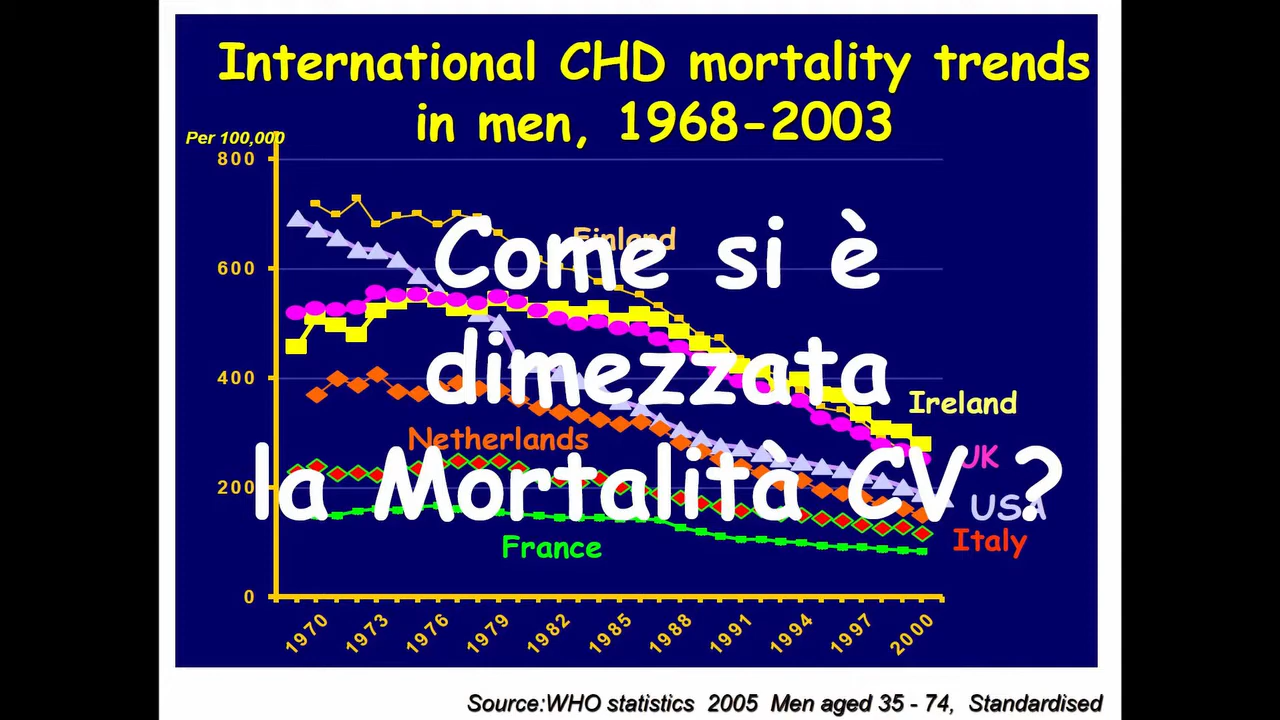 International CHD mortality trends
in men, 1968-2003
Per 100,000
800
600
400
200
0
Finland
Come si è
dimezzata
la Mortalità CV ?
Ireland
Netherlands
UK
USA
Italy
France
1970 1973 1976 1979 1982 1985 1988 1991 1994 1997 2000
Source:WHO statistics 2005 Men aged 35 - 74, Standardised